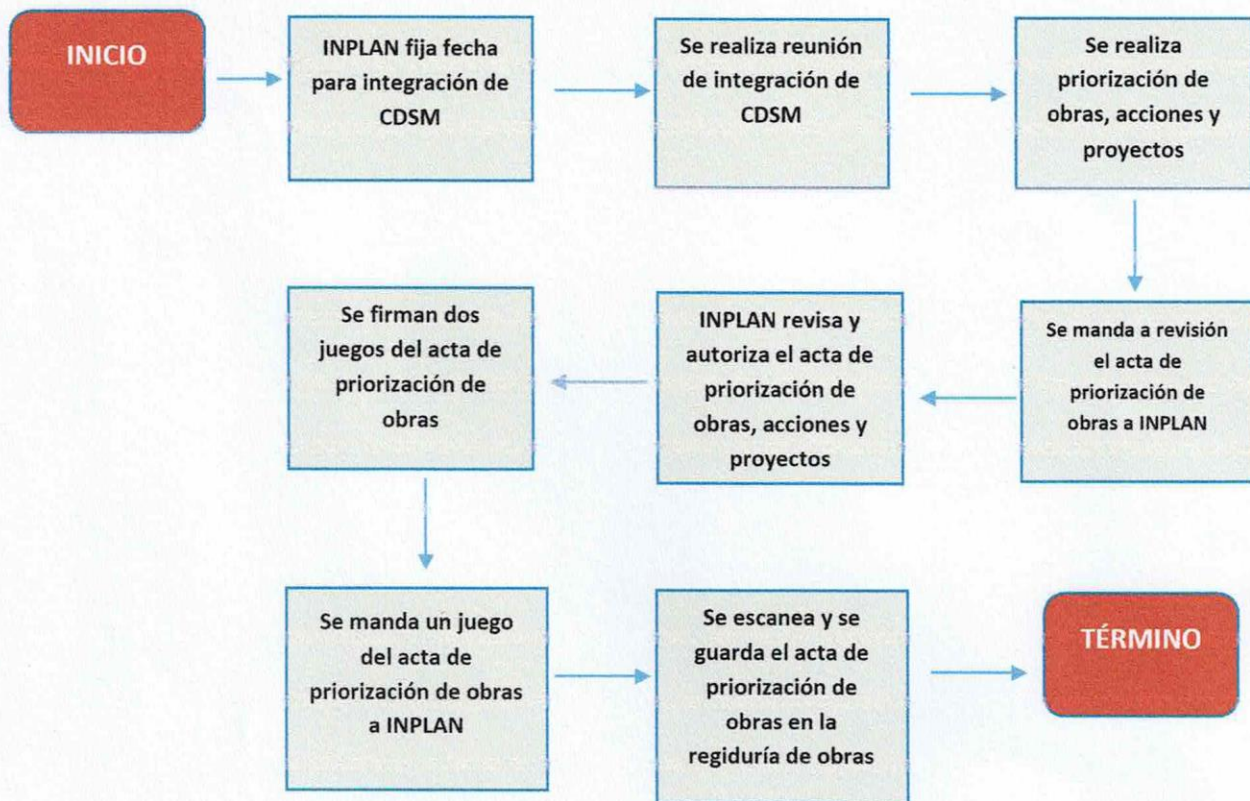 INICIO
INPLAN fija fecha
para integración de
CDSM
Se realiza reunión
de integración de
CDSM
Se realiza
priorización de
obras, acciones y
proyectos
Se manda a revisión
el acta de
priorización de
obras a INPLAN
INPLAN revisa y
autoriza el acta de
priorización de
obras, acciones y
proyectos
Se firman dos
juegos del acta de
priorización de
obras
Se manda un juego
del acta de
priorización de obras
a INPLAN
Se escanea y se
guarda el acta de
priorización de
obras en la
regiduría de obras
TÉRMINO